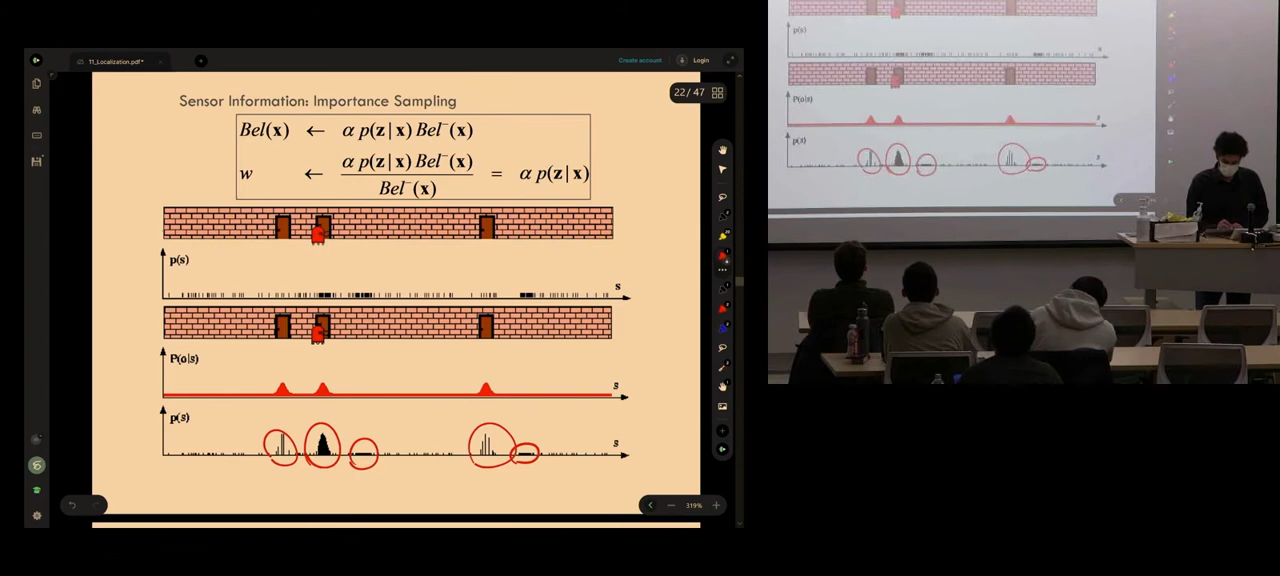 11_Localization.pdf*
Create account
Login
22 / 47
Sensor Information: Importance Sampling
Bel(x) ← α p(z | x) Bel⁻(x)
w ← α p(z | x) Bel⁻(x) / Bel⁻(x) = α p(z | x)
p(s)
s
P(o|s)
s
p(s)
s
319%
p(s)
s
P(o|s)
s
p(s)
s